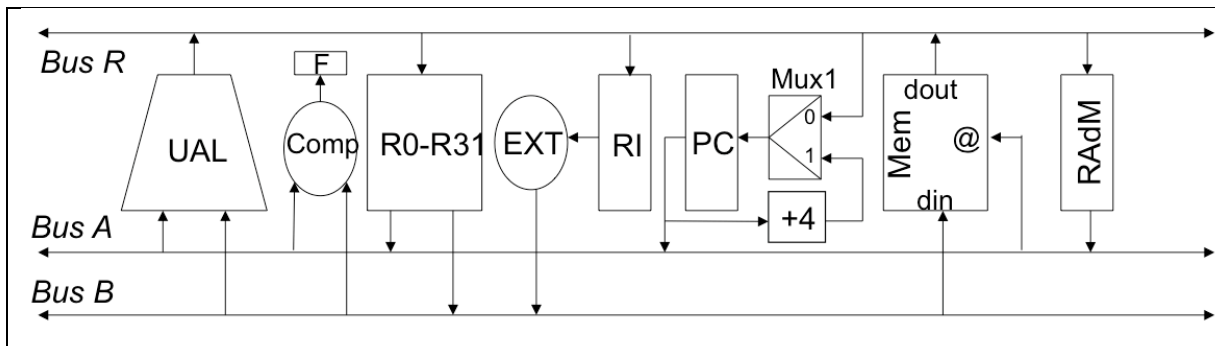 Bus R
F
Mux1
UAL
Comp
R0-R31
EXT
RI
PC
0
1
+4
Mem
dout
@
din
RAdM
Bus A
Bus B